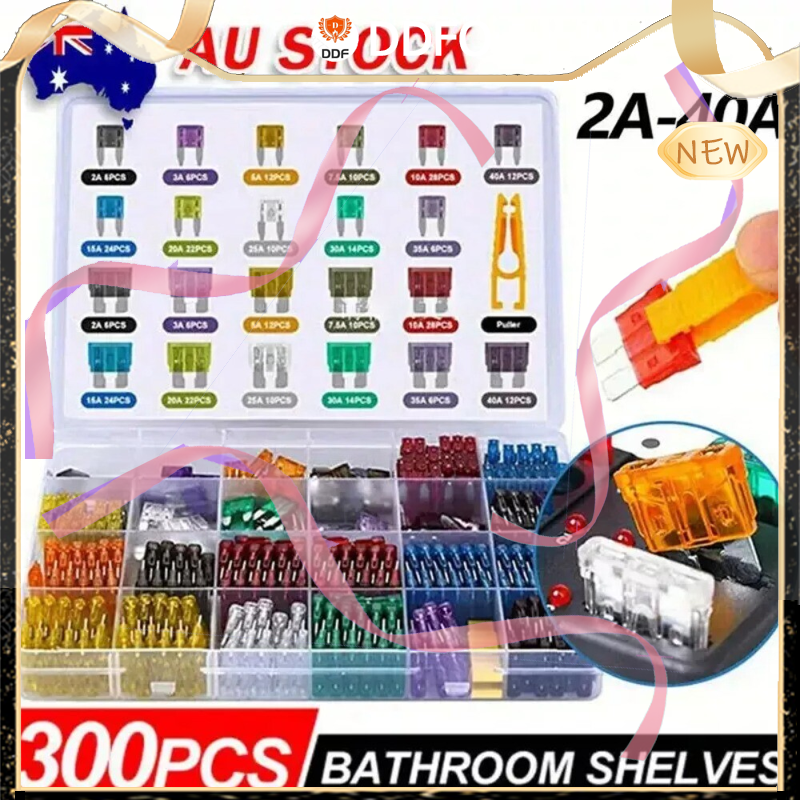 AU STOCK
DDF
2A-40A
NEW
2A 6PCS 3A 6PCS 5A 12PCS 7.5A 10PCS 10A 28PCS 40A 12PCS
15A 24PCS 20A 22PCS 25A 10PCS 30A 14PCS 35A 6PCS
2A 6PCS 3A 6PCS 5A 12PCS 7.5A 10PCS 10A 28PCS Puller
15A 24PCS 20A 22PCS 25A 10PCS 30A 14PCS 35A 6PCS 40A 12PCS
300PCS
BATHROOM SHELVES